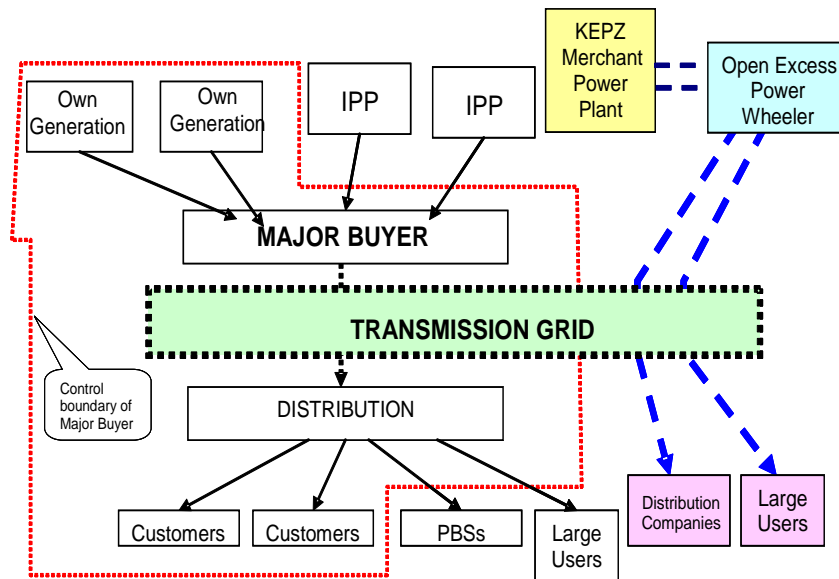 KEPZ
Merchant
Power
Plant
Open Excess
Power
Wheeler
Own
Generation
Own
Generation
IPP
IPP
MAJOR BUYER
TRANSMISSION GRID
Control
boundary of
Major Buyer
DISTRIBUTION
Customers
Customers
PBSs
Large
Users
Distribution
Companies
Large
Users